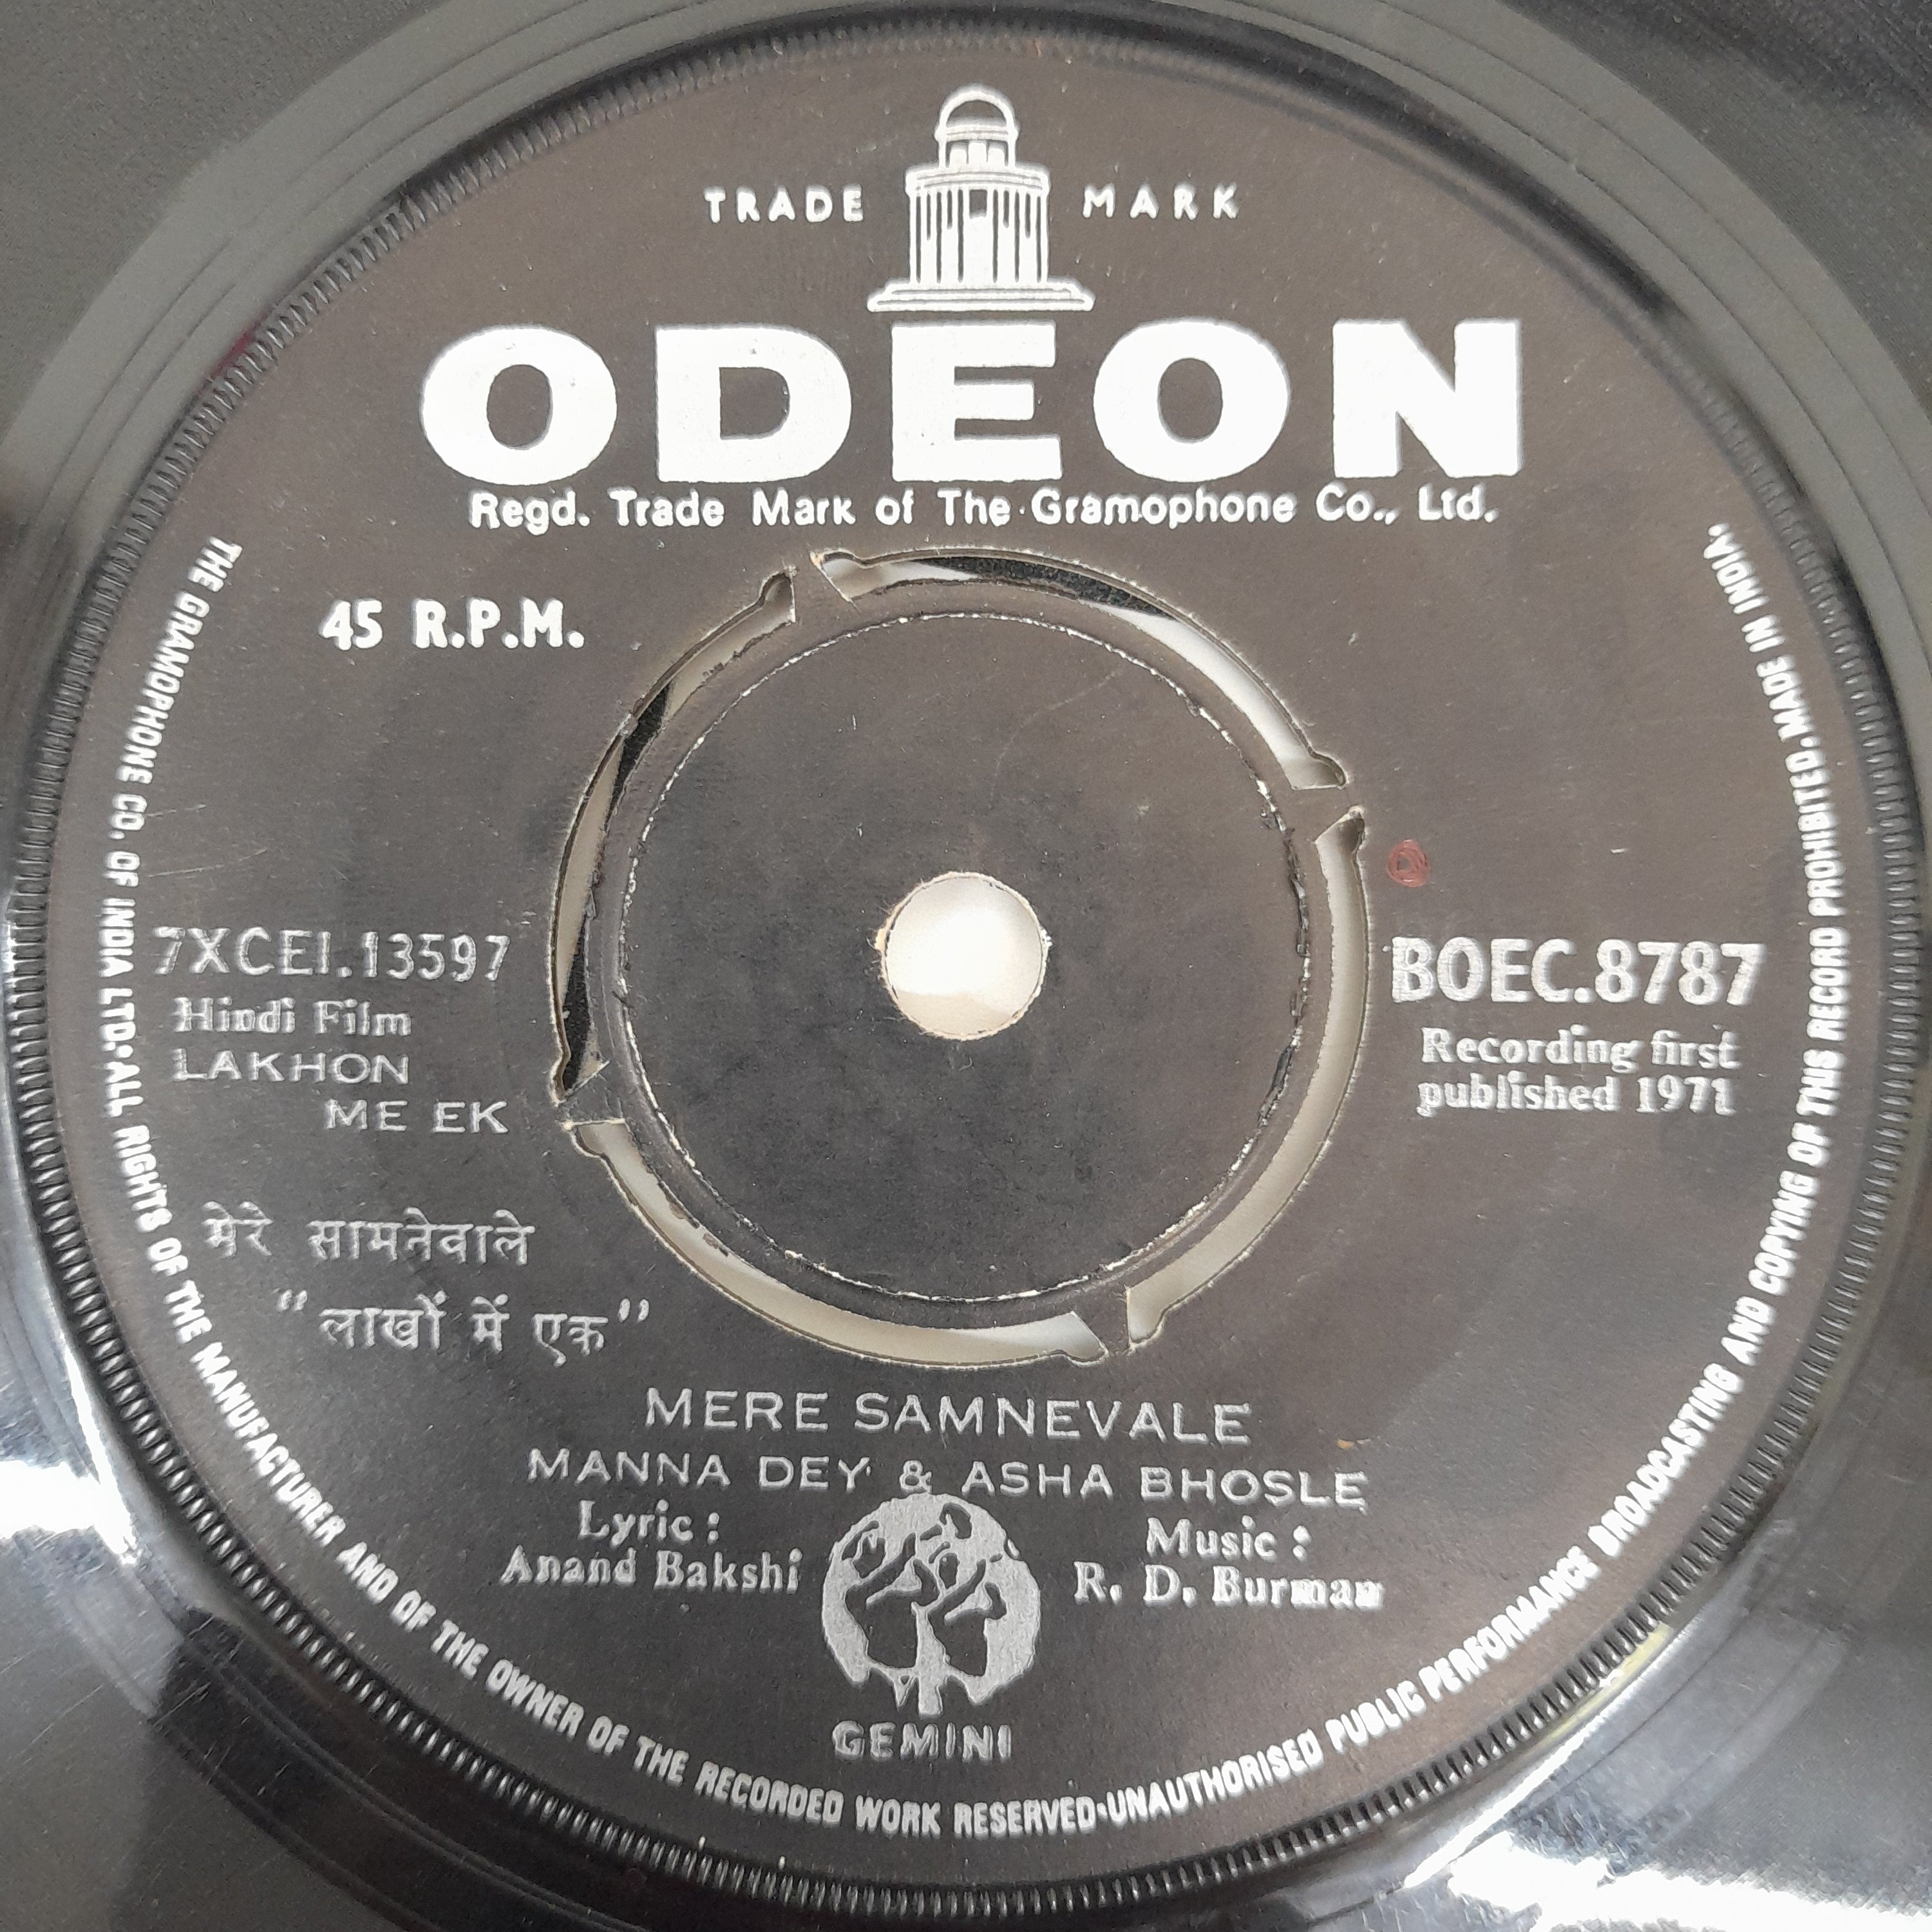 TRADE MARK
ODEON
Regd. Trade Mark of The Gramophone Co., Ltd.
45 R.P.M.
7XCEI.13597
Hindi Film
LAKHON
ME EK
BOEC.8787
Recording first
published 1971
मेरे सामनेवाले
"लाखों में एक"
MERE SAMNEVALE
MANNA DEY & ASHA BHOSLE
Lyric :
Anand Bakshi
Music :
R. D. Burman
GEMINI
THE GRAMOPHONE CO. OF INDIA LTD. ALL RIGHTS OF THE MANUFACTURER AND OF THE OWNER OF THE RECORDED WORK RESERVED·UNAUTHORISED PUBLIC PERFORMANCE BROADCASTING AND COPYING OF THIS RECORD PROHIBITED. MADE IN INDIA.